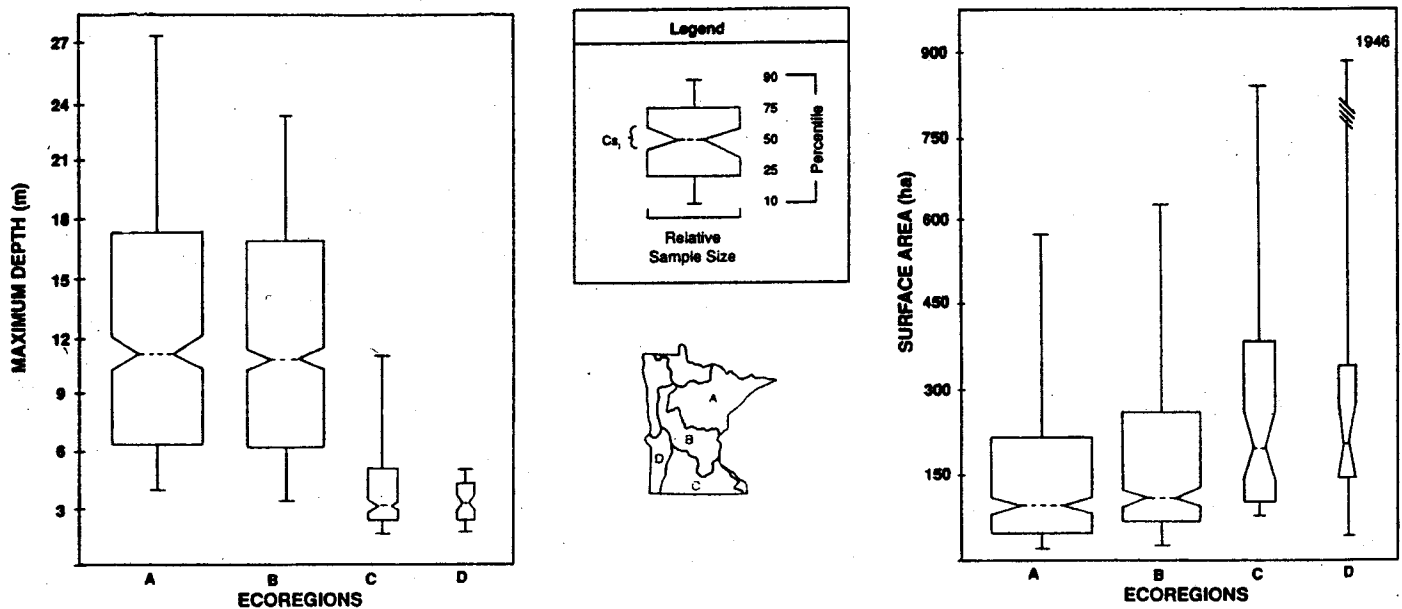 27
24
21
18
15
12
9
6
3
MAXIMUM DEPTH (m)
A B C D
ECOREGIONS
Legend
90
75
50
25
10
Percentile
Cs,
Relative
Sample Size
A
B
D
C
1946
900
750
600
450
300
150
SURFACE AREA (ha)
A B C D
ECOREGIONS